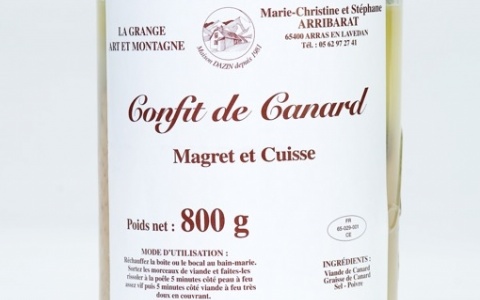 LA GRANGE
ART ET MONTAGNE
Maison DAZIN depuis 1961
Marie-Christine et Stéphane
ARRIBARAT
65400 ARRAS EN LAVEDAN
Tél. : 05 62 97 27 41
Confit de Canard
Magret et Cuisse
Poids net : 800 g
FR
65-029-001
CE
MODE D'UTILISATION :
Réchauffez la boîte ou le bocal au bain-marie.
Sortez les morceaux de viande et faites-les
rissoler à la poêle 5 minutes côté peau à feu
assez vif puis 5 minutes côté viande à feu très
doux en couvrant.
INGRÉDIENTS :
Viande de Canard
Graisse de Canard
Sel - Poivre